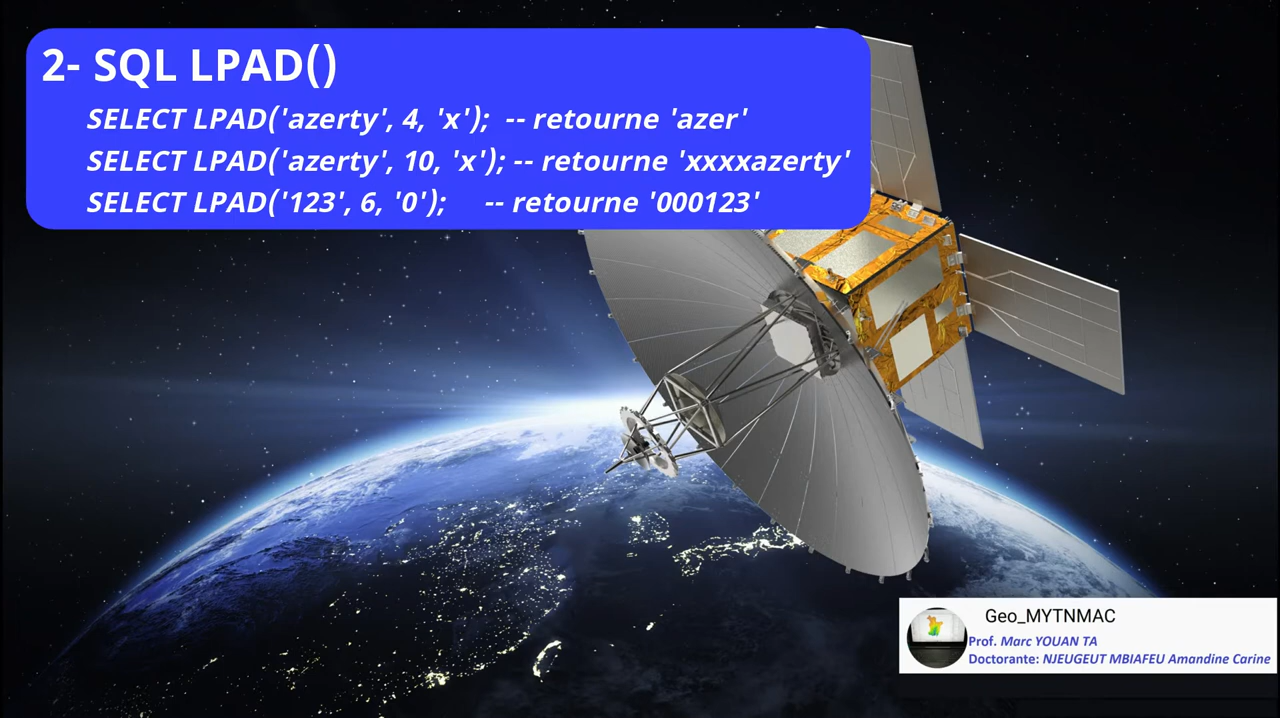 2- SQL LPAD()
SELECT LPAD('azerty', 4, 'x'); -- retourne 'azer'
SELECT LPAD('azerty', 10, 'x'); -- retourne 'xxxxazerty'
SELECT LPAD('123', 6, '0'); -- retourne '000123'
Geo_MYTNMAC
Prof. Marc YOUAN TA
Doctorante: NJEUGEUT MBIAFEU Amandine Carine